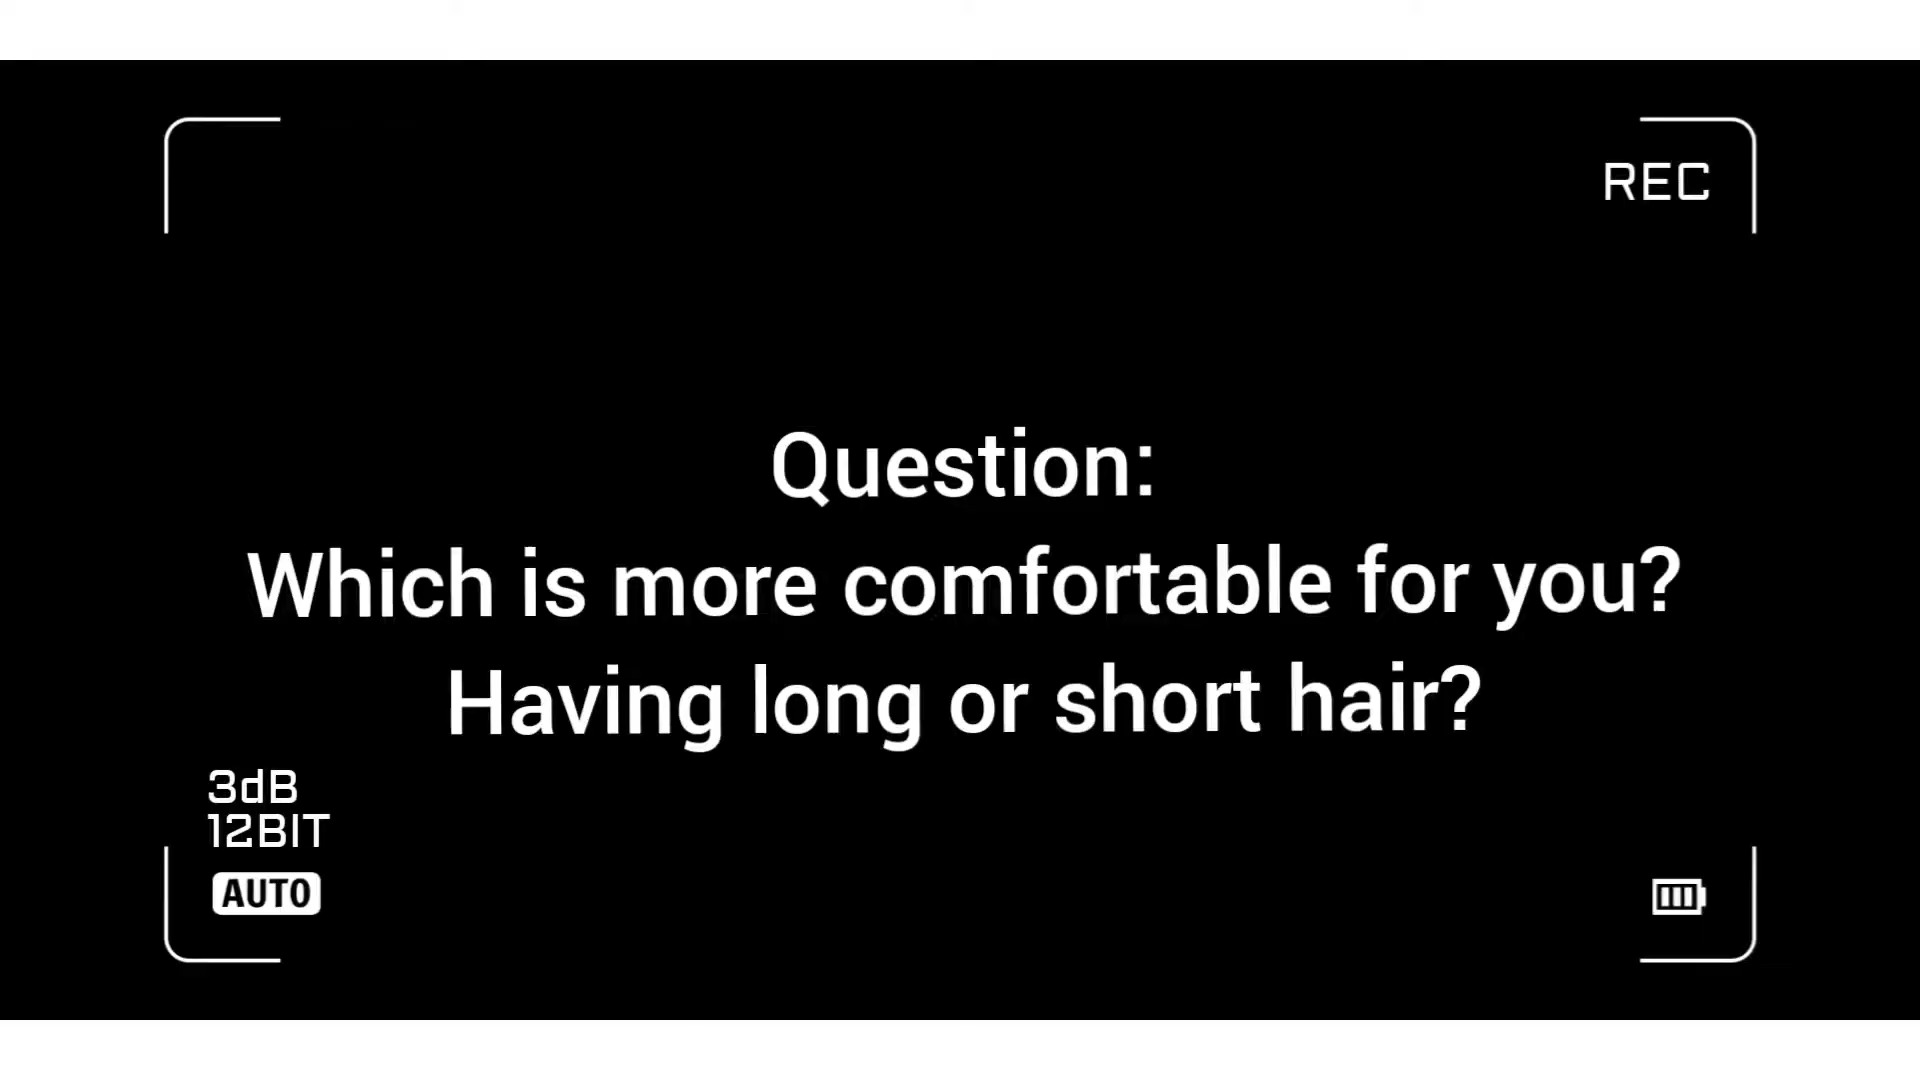 REC
Question:
Which is more comfortable for you?
Having long or short hair?
3dB
12BIT
AUTO